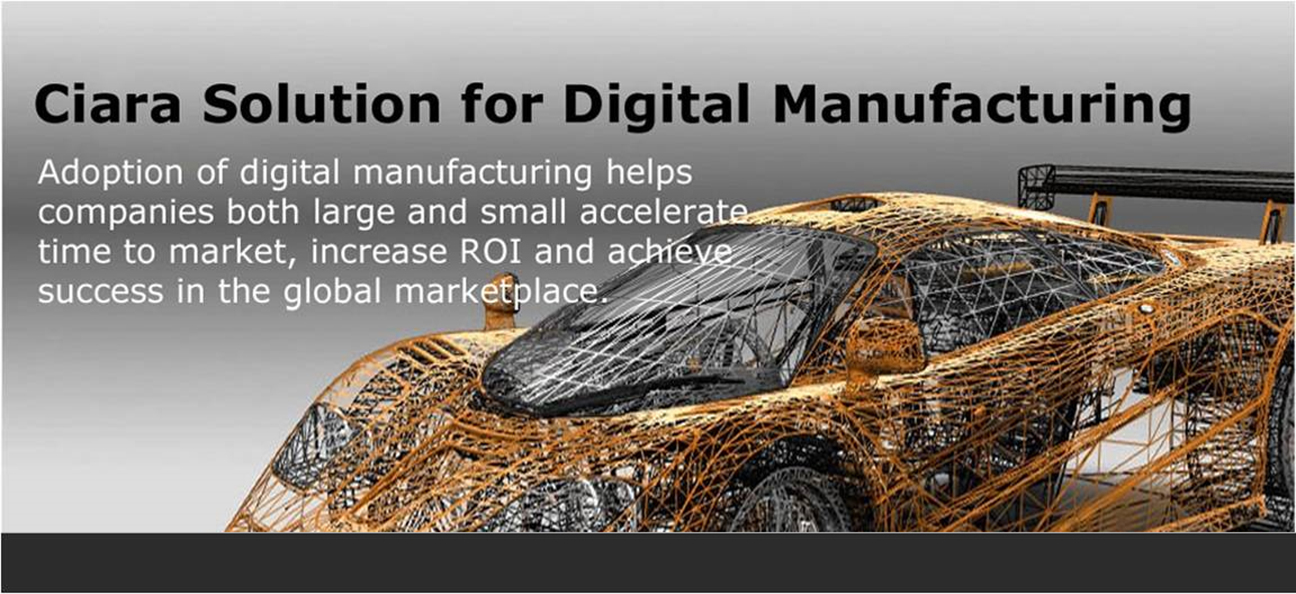 Ciara Solution for Digital Manufacturing
Adoption of digital manufacturing helps
companies both large and small accelerate
time to market, increase ROI and achieve
success in the global marketplace.